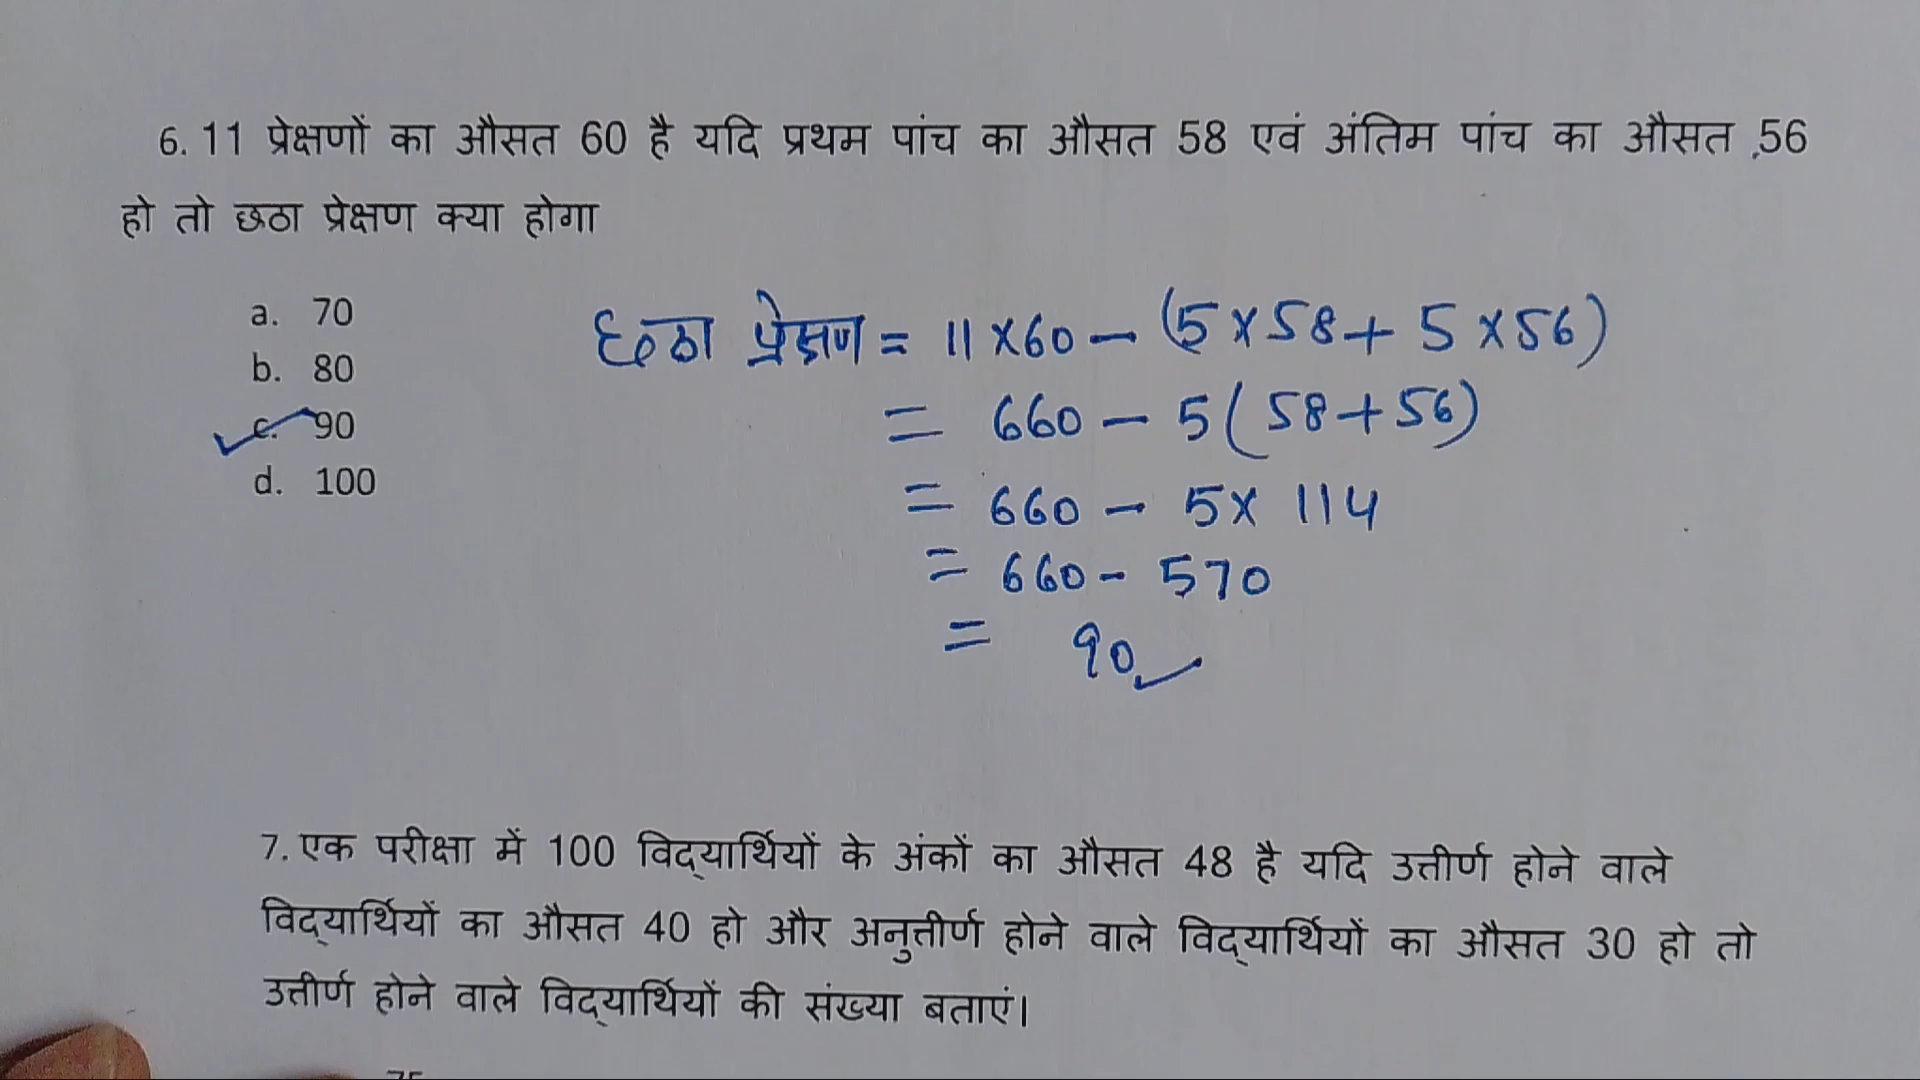 6. 11 प्रेक्षणों का औसत 60 है यदि प्रथम पांच का औसत 58 एवं अंतिम पांच का औसत 56
हो तो छठा प्रेक्षण क्या होगा
a. 70
b. 80
c. 90
d. 100
छठा प्रेक्षण = 11 x 60 - (5 x 58 + 5 x 56)
= 660 - 5(58+56)
= 660 - 5x 114
= 660 - 570
= 90
7. एक परीक्षा में 100 विद्यार्थियों के अंकों का औसत 48 है यदि उत्तीर्ण होने वाले
विद्यार्थियों का औसत 40 हो और अनुत्तीर्ण होने वाले विद्यार्थियों का औसत 30 हो तो
उत्तीर्ण होने वाले विद्यार्थियों की संख्या बताएं।